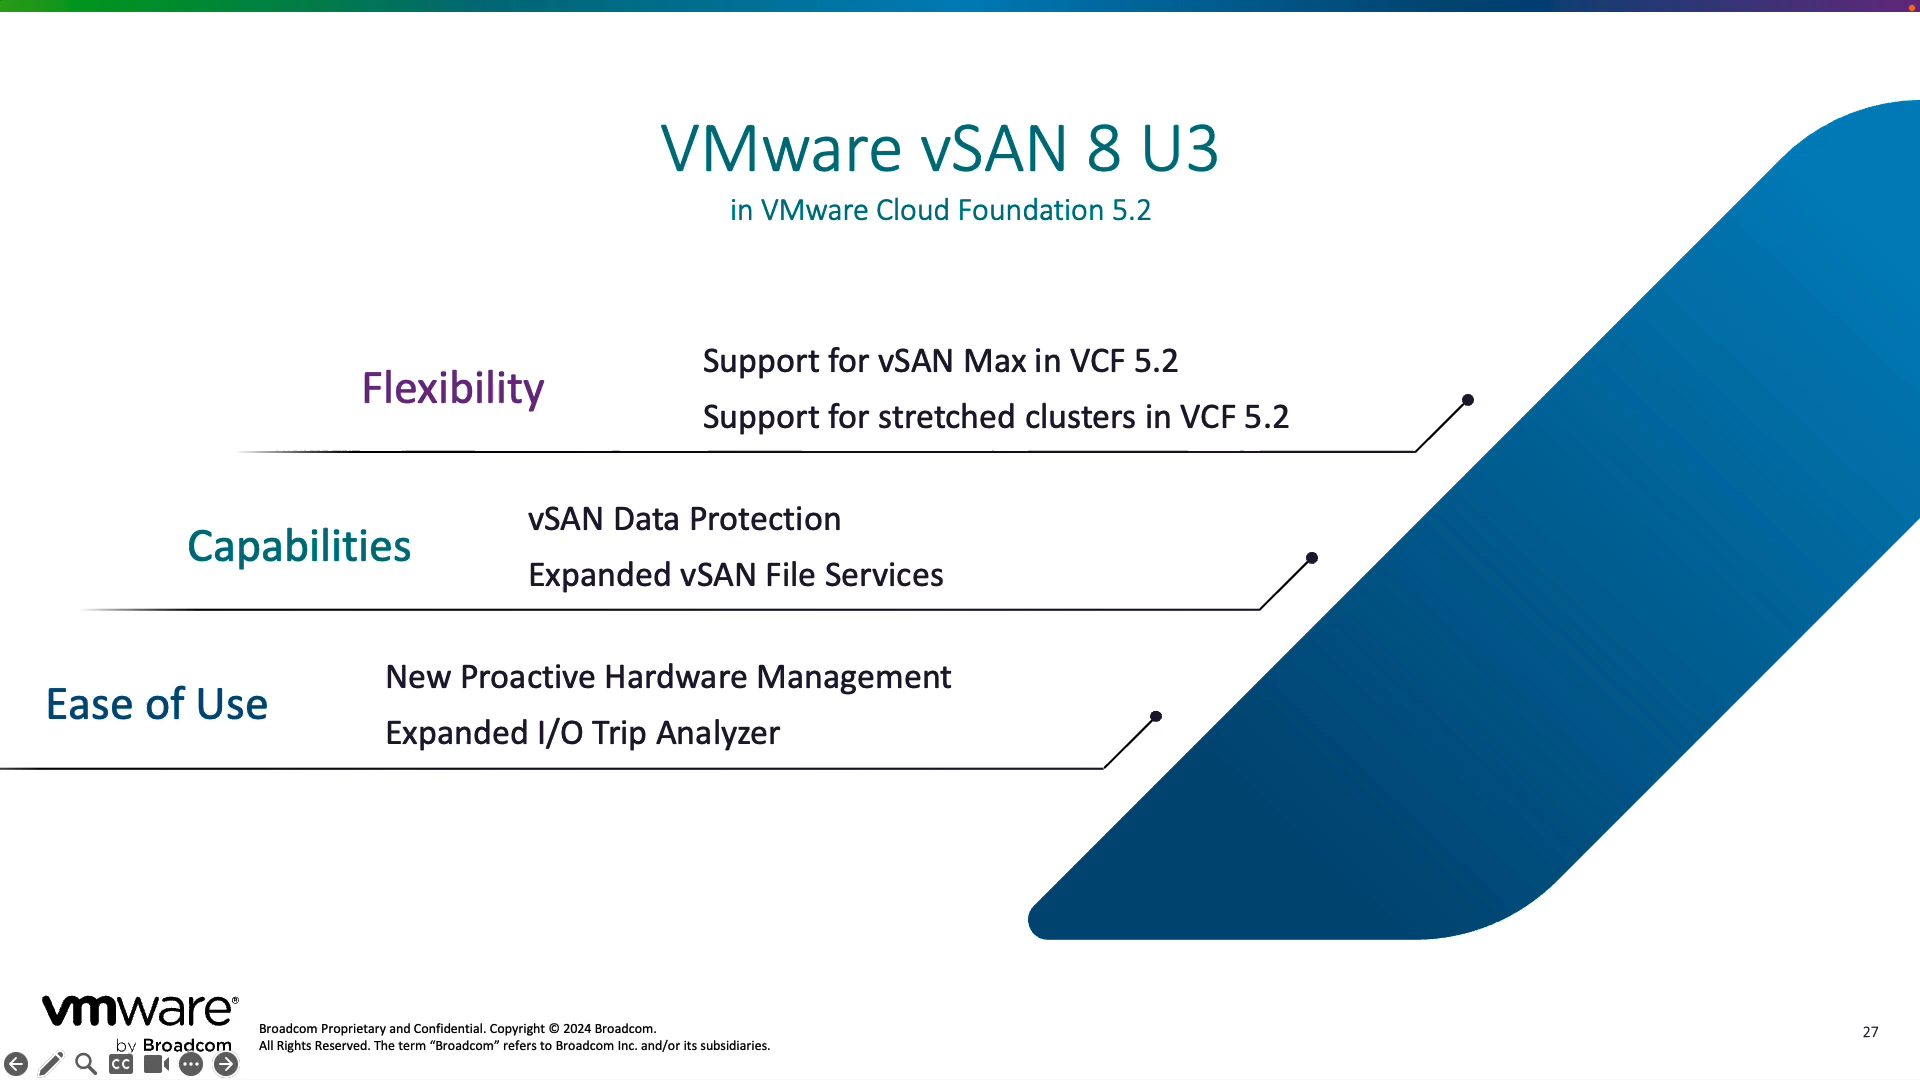 VMware vSAN 8 U3
in VMware Cloud Foundation 5.2
Flexibility
Support for vSAN Max in VCF 5.2
Support for stretched clusters in VCF 5.2
Capabilities
vSAN Data Protection
Expanded vSAN File Services
Ease of Use
New Proactive Hardware Management
Expanded I/O Trip Analyzer
vmware®
by Broadcom
Broadcom Proprietary and Confidential. Copyright © 2024 Broadcom.
All Rights Reserved. The term “Broadcom” refers to Broadcom Inc. and/or its subsidiaries.
27
CC